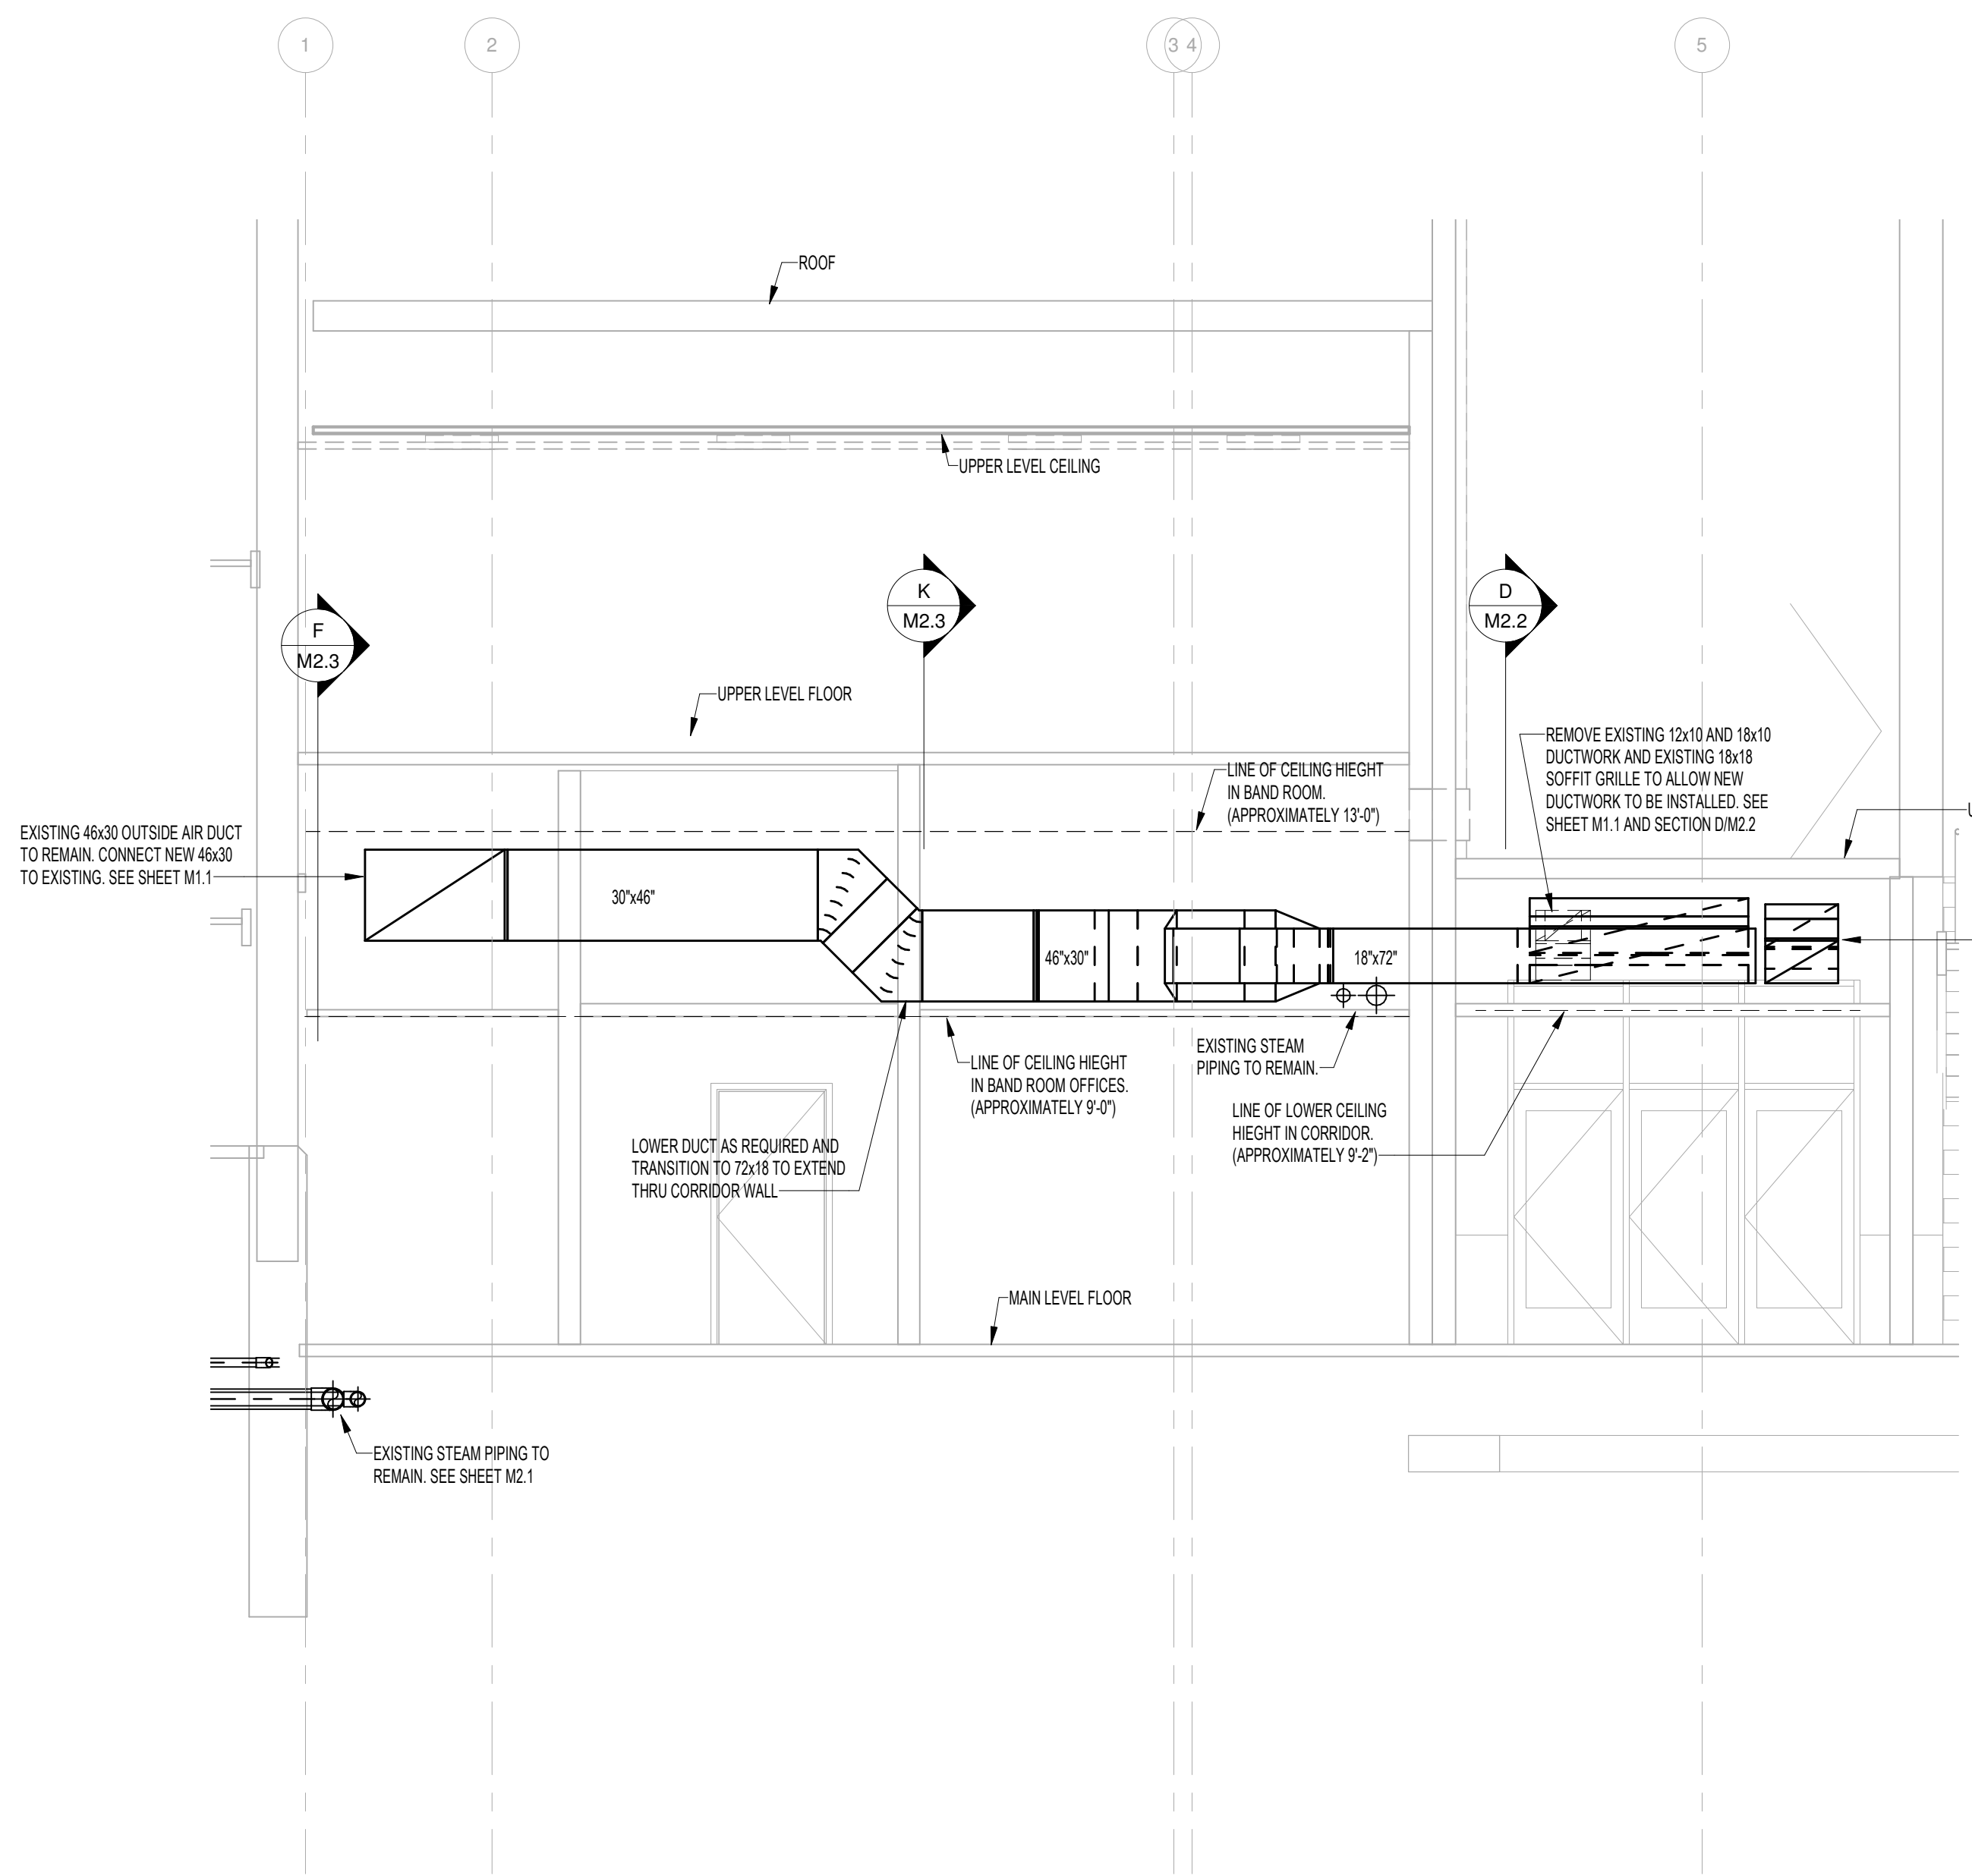 1
2
3 4
5
ROOF
UPPER LEVEL CEILING
F
M2.3
K
M2.3
D
M2.2
UPPER LEVEL FLOOR
REMOVE EXISTING 12x10 AND 18x10
DUCTWORK AND EXISTING 18x18
SOFFIT GRILLE TO ALLOW NEW
DUCTWORK TO BE INSTALLED. SEE
SHEET M1.1 AND SECTION D/M2.2
LINE OF CEILING HIEGHT
IN BAND ROOM.
(APPROXIMATELY 13'-0")
EXISTING 46x30 OUTSIDE AIR DUCT
TO REMAIN. CONNECT NEW 46x30
TO EXISTING. SEE SHEET M1.1
30"x46"
46"x30"
18"x72"
LINE OF CEILING HIEGHT
IN BAND ROOM OFFICES.
(APPROXIMATELY 9'-0")
EXISTING STEAM
PIPING TO REMAIN.
LINE OF LOWER CEILING
HIEGHT IN CORRIDOR.
(APPROXIMATELY 9'-2")
LOWER DUCT AS REQUIRED AND
TRANSITION TO 72x18 TO EXTEND
THRU CORRIDOR WALL
MAIN LEVEL FLOOR
EXISTING STEAM PIPING TO
REMAIN. SEE SHEET M2.1